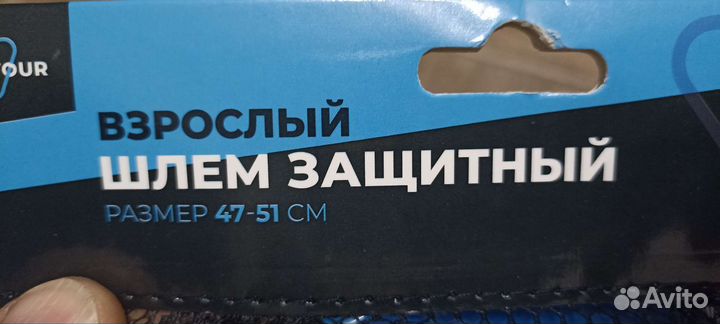 OUR
ВЗРОСЛЫЙ
ШЛЕМ ЗАЩИТНЫЙ
РАЗМЕР 47-51 СМ
Avito